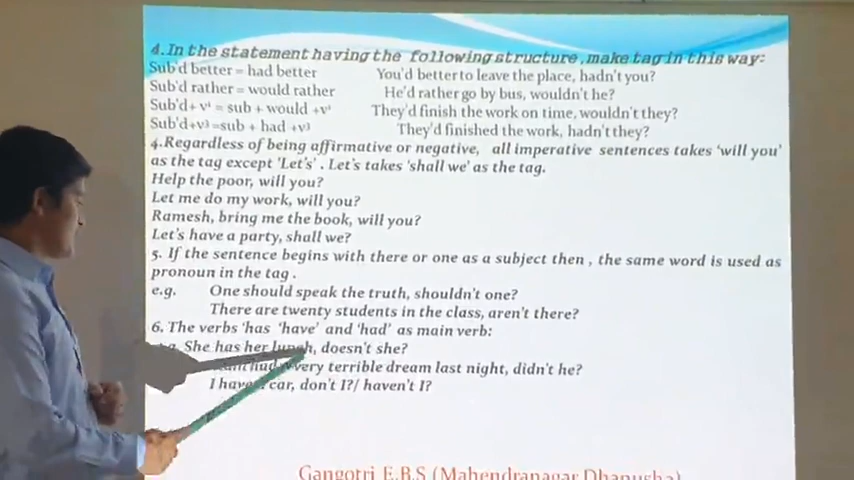 4.In the statement having the following structure ,make tag in this way:
Sub'd better = had better You'd better to leave the place, hadn't you?
Sub'd rather = would rather He'd rather go by bus, wouldn't he?
Sub'd+ v¹ = sub + would +v¹ They'd finish the work on time, wouldn't they?
Sub'd+v³ =sub + had +v³ They'd finished the work, hadn't they?
4.Regardless of being affirmative or negative, all imperative sentences takes 'will you'
as the tag except 'Let's' . Let's takes 'shall we' as the tag.
Help the poor, will you?
Let me do my work, will you?
Ramesh, bring me the book, will you?
Let's have a party, shall we?
5. If the sentence begins with there or one as a subject then , the same word is used as
pronoun in the tag .
e.g. One should speak the truth, shouldn't one?
There are twenty students in the class, aren't there?
6. The verbs 'has 'have' and 'had' as main verb:
She has her lunch, doesn't she?
had very terrible dream last night, didn't he?
I have car, don't I?/ haven't I?
Gangotri E.B.S (Mahendranagar Dhanusha)